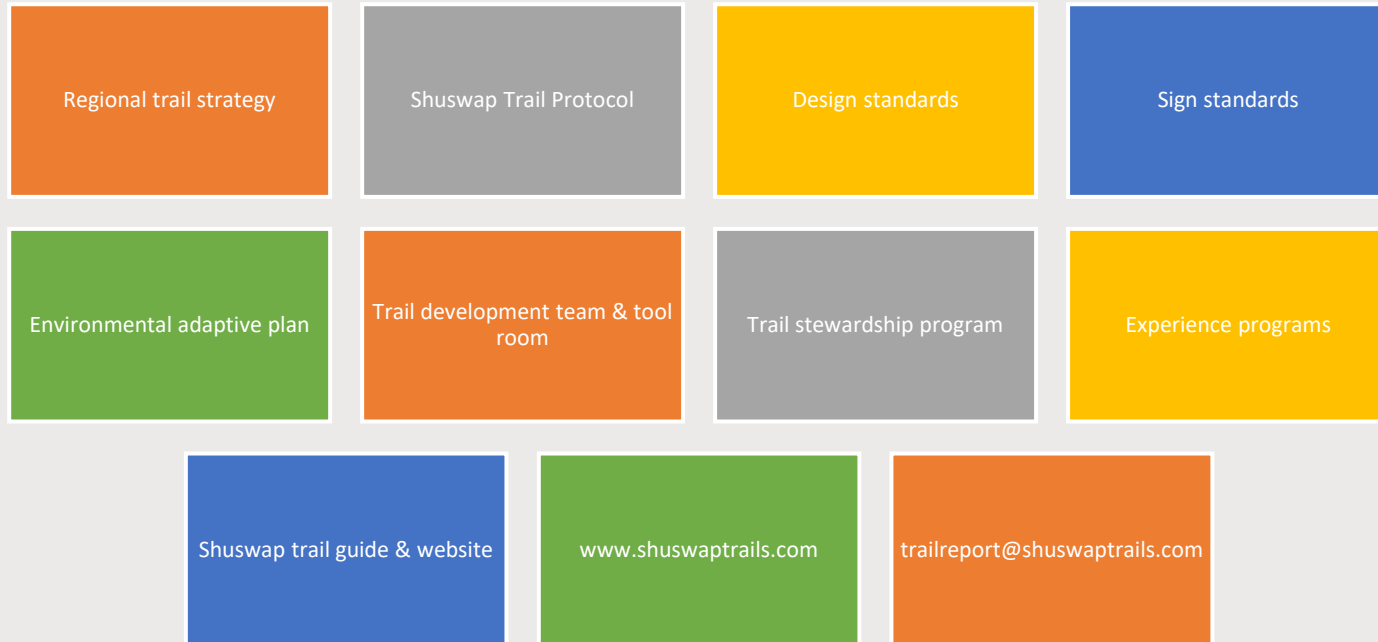 Regional trail strategy
Shuswap Trail Protocol
Design standards
Sign standards
Environmental adaptive plan
Trail development team & tool
room
Trail stewardship program
Experience programs
Shuswap trail guide & website
www.shuswaptrails.com
trailreport@shuswaptrails.com